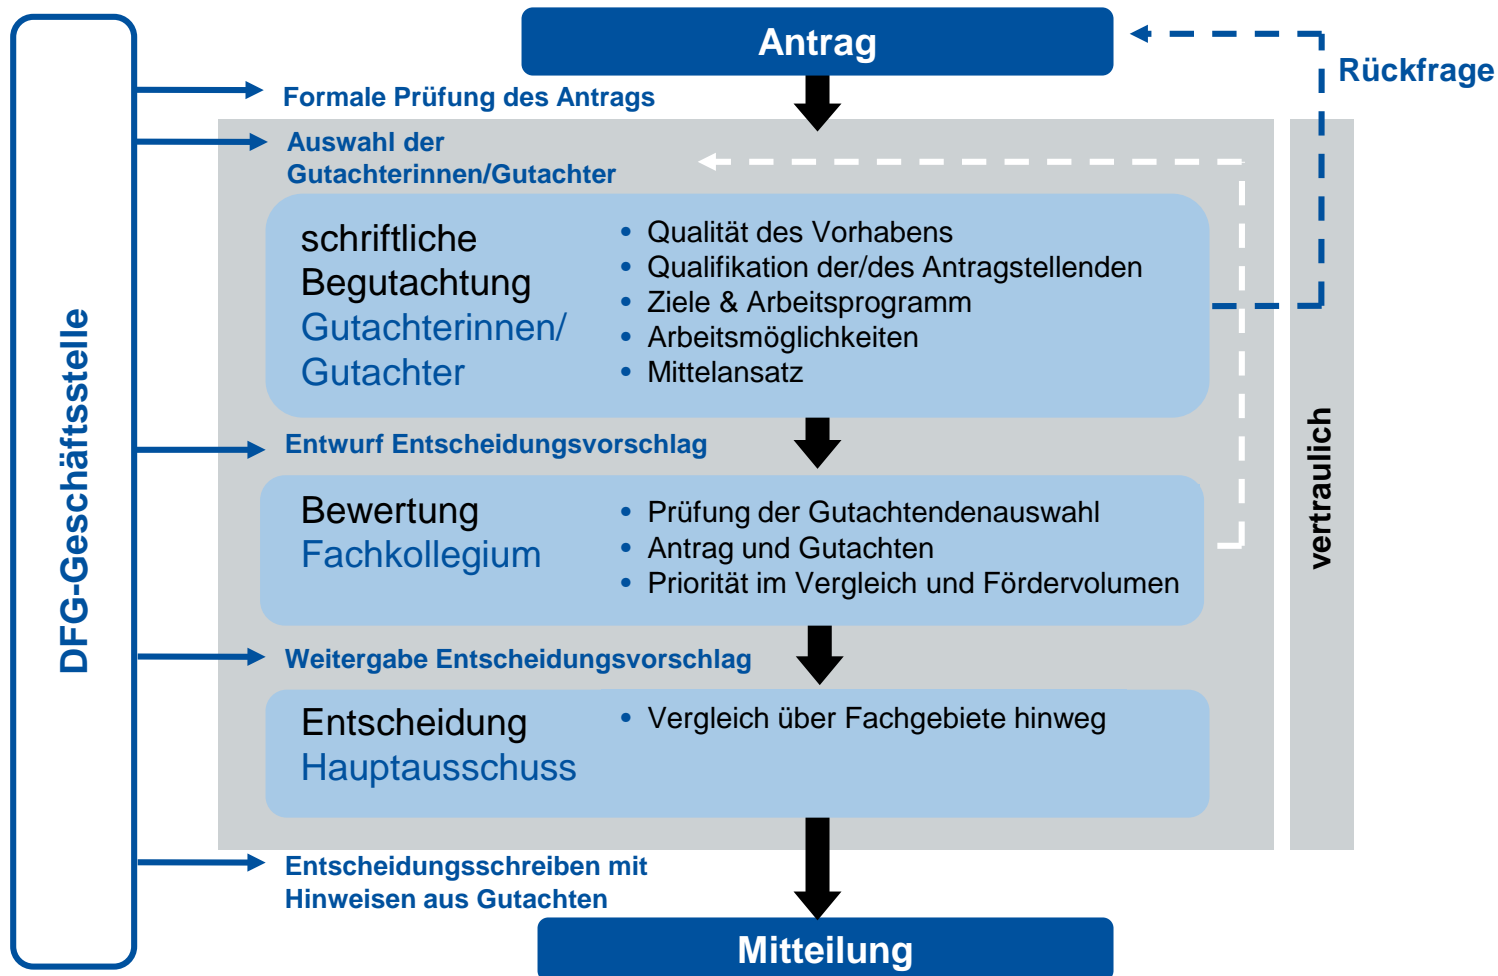 Antrag
Rückfrage
Formale Prüfung des Antrags
Auswahl der
Gutachterinnen/Gutachter
schriftliche
Begutachtung
Gutachterinnen/
Gutachter
• Qualität des Vorhabens
• Qualifikation der/des Antragstellenden
• Ziele & Arbeitsprogramm
• Arbeitsmöglichkeiten
• Mittelansatz
Entwurf Entscheidungsvorschlag
Bewertung
Fachkollegium
• Prüfung der Gutachtendenauswahl
• Antrag und Gutachten
• Priorität im Vergleich und Fördervolumen
Weitergabe Entscheidungsvorschlag
Entscheidung
Hauptausschuss
• Vergleich über Fachgebiete hinweg
Entscheidungsschreiben mit
Hinweisen aus Gutachten
Mitteilung
DFG-Geschäftsstelle
vertraulich